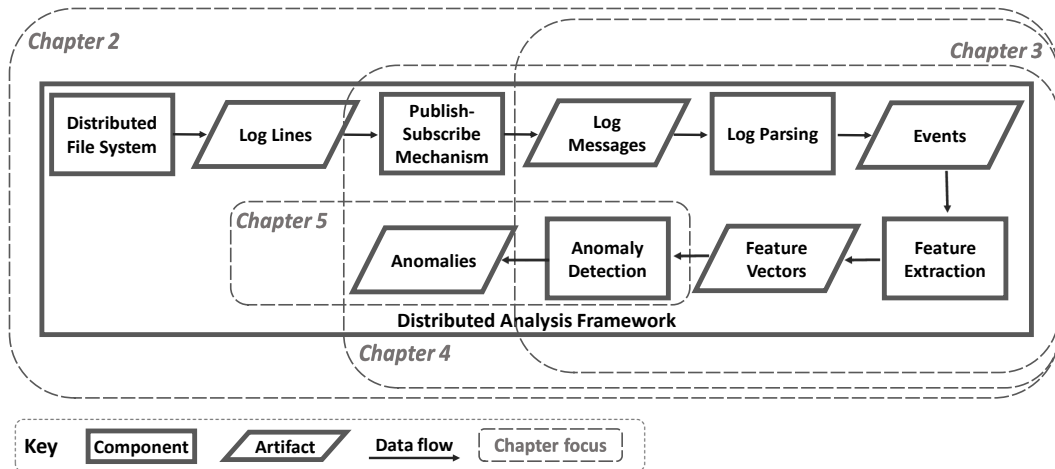 Chapter 2
Chapter 3
Distributed
File System
Log Lines
Publish-
Subscribe
Mechanism
Log
Messages
Log Parsing
Events
Chapter 5
Anomalies
Anomaly
Detection
Feature
Vectors
Feature
Extraction
Distributed Analysis Framework
Chapter 4
Key
Component
Artifact
Data flow
Chapter focus